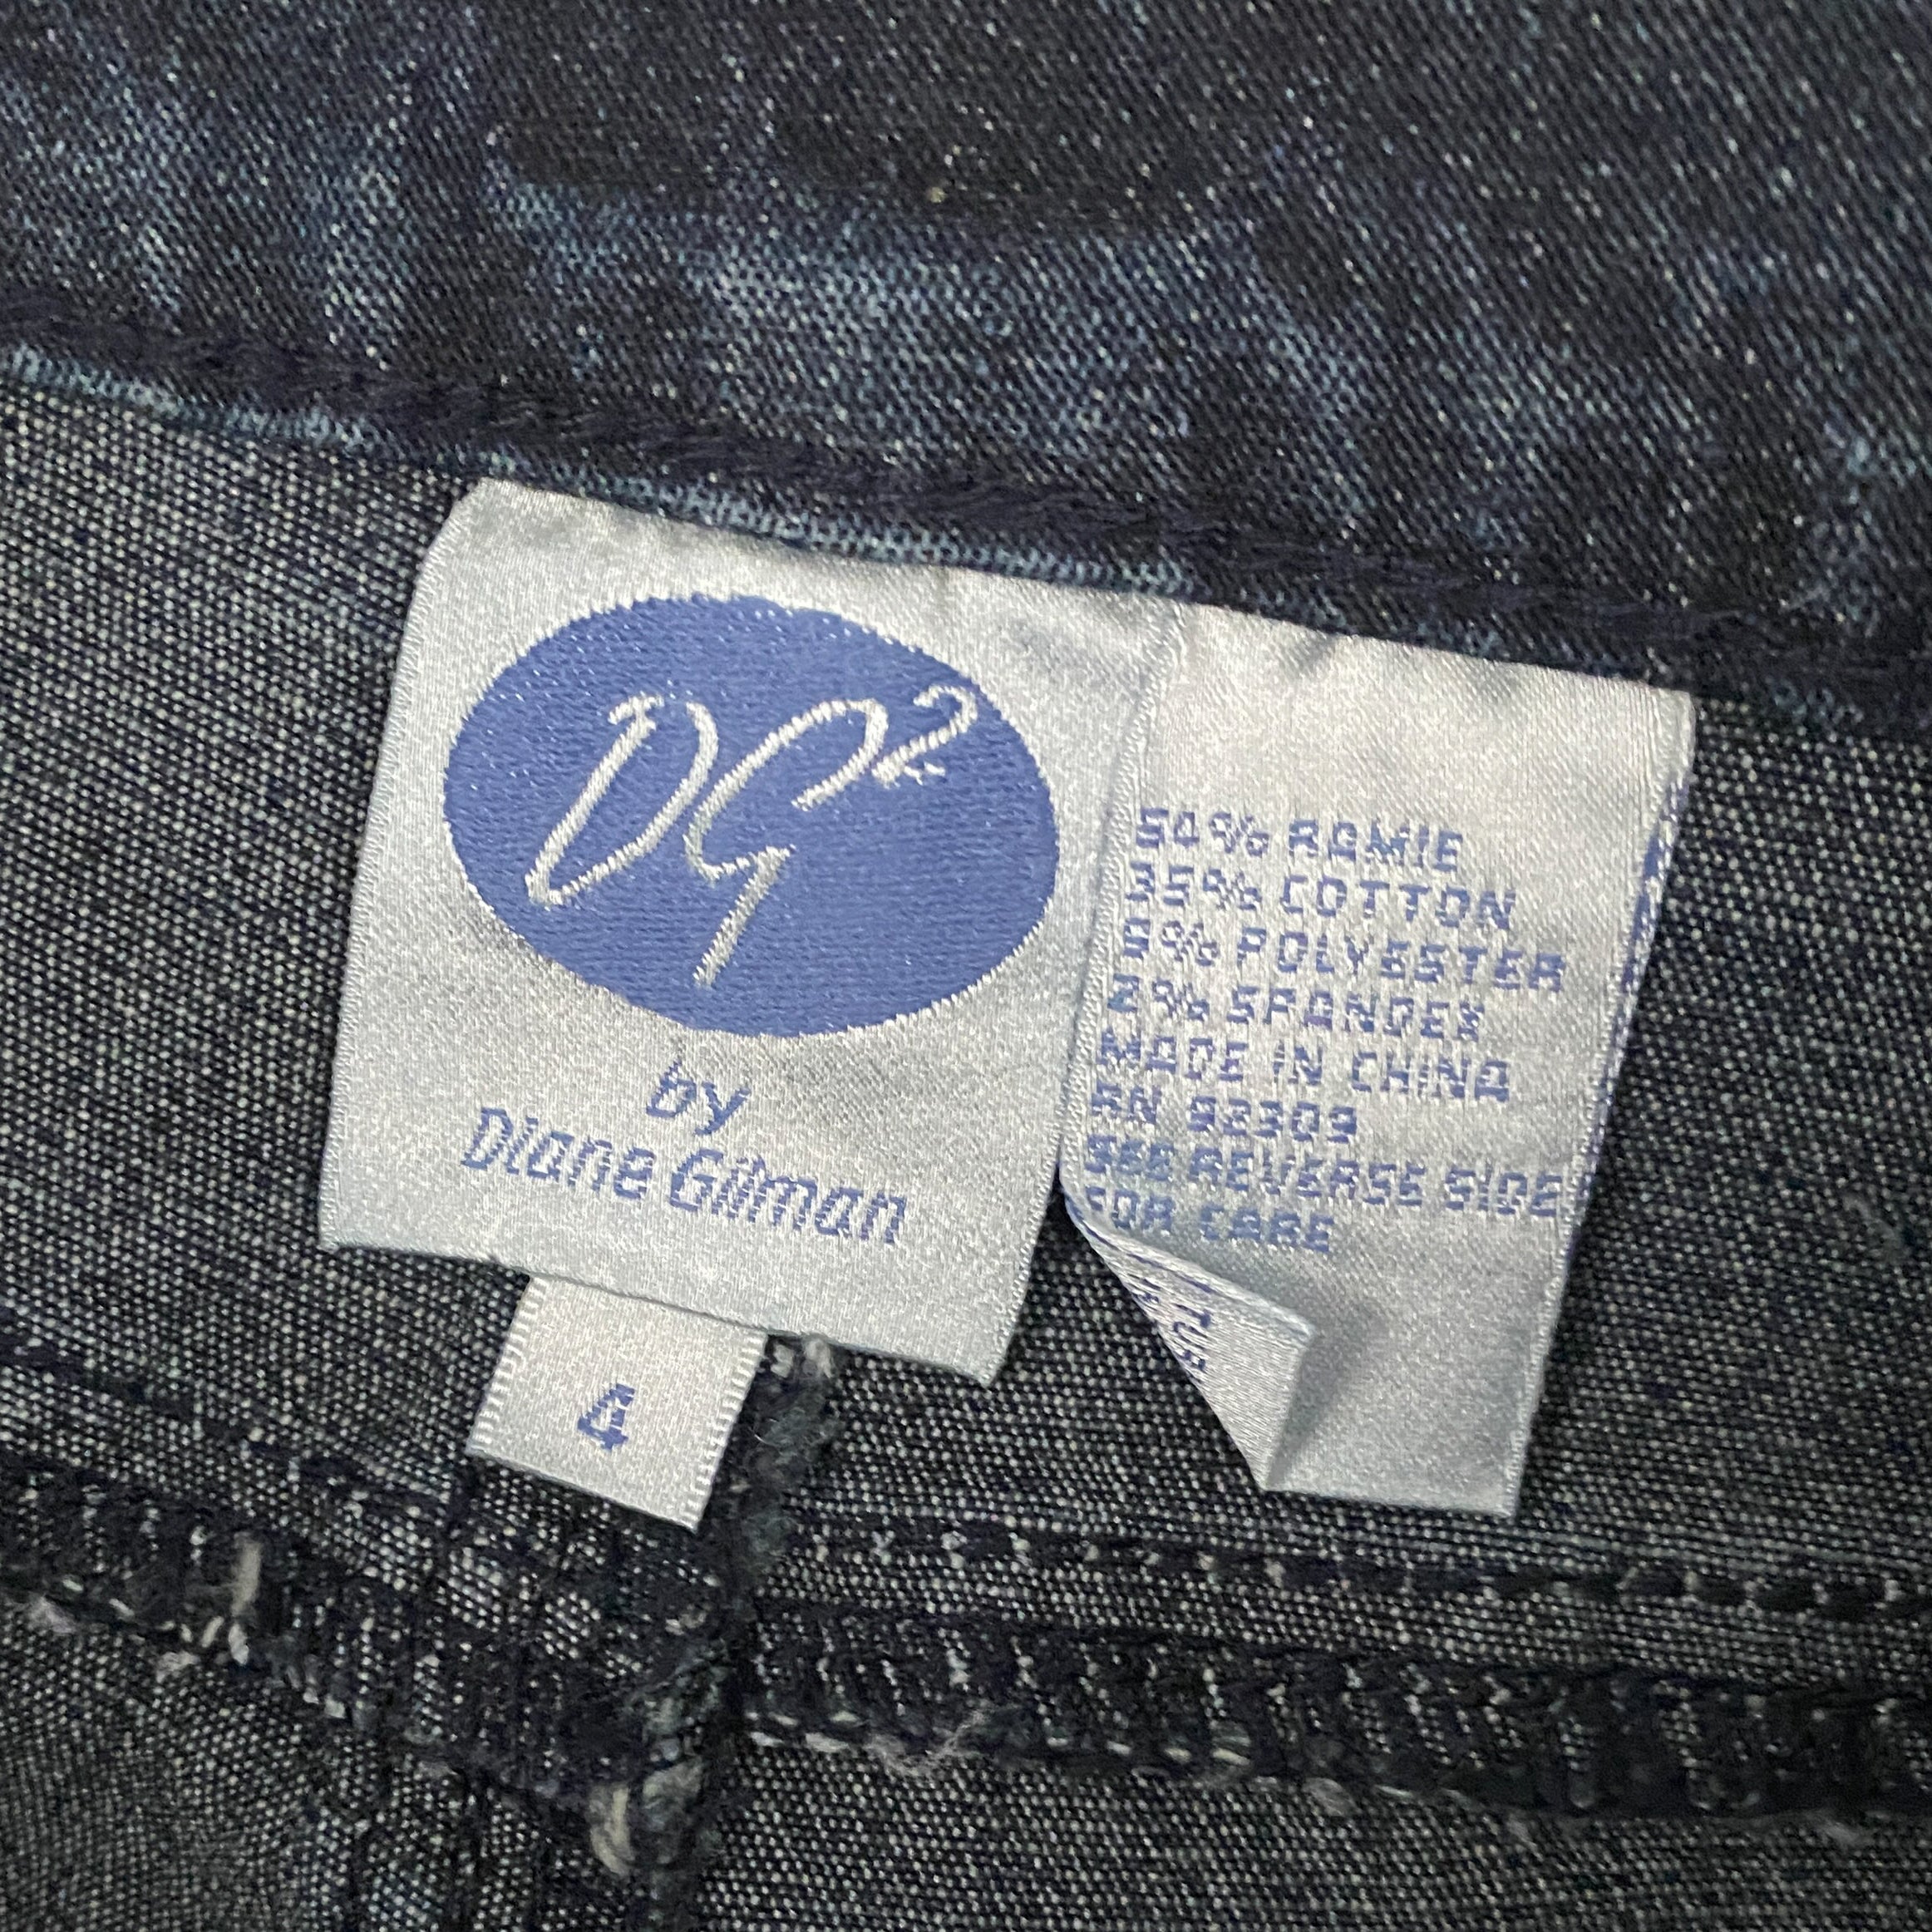 DG²
by
Diane Gilman
4
54% RAMIE
35% COTTON
9% POLYESTER
2% SPANDEX
MADE IN CHINA
RN 92309
SEE REVERSE SIDE
FOR CARE